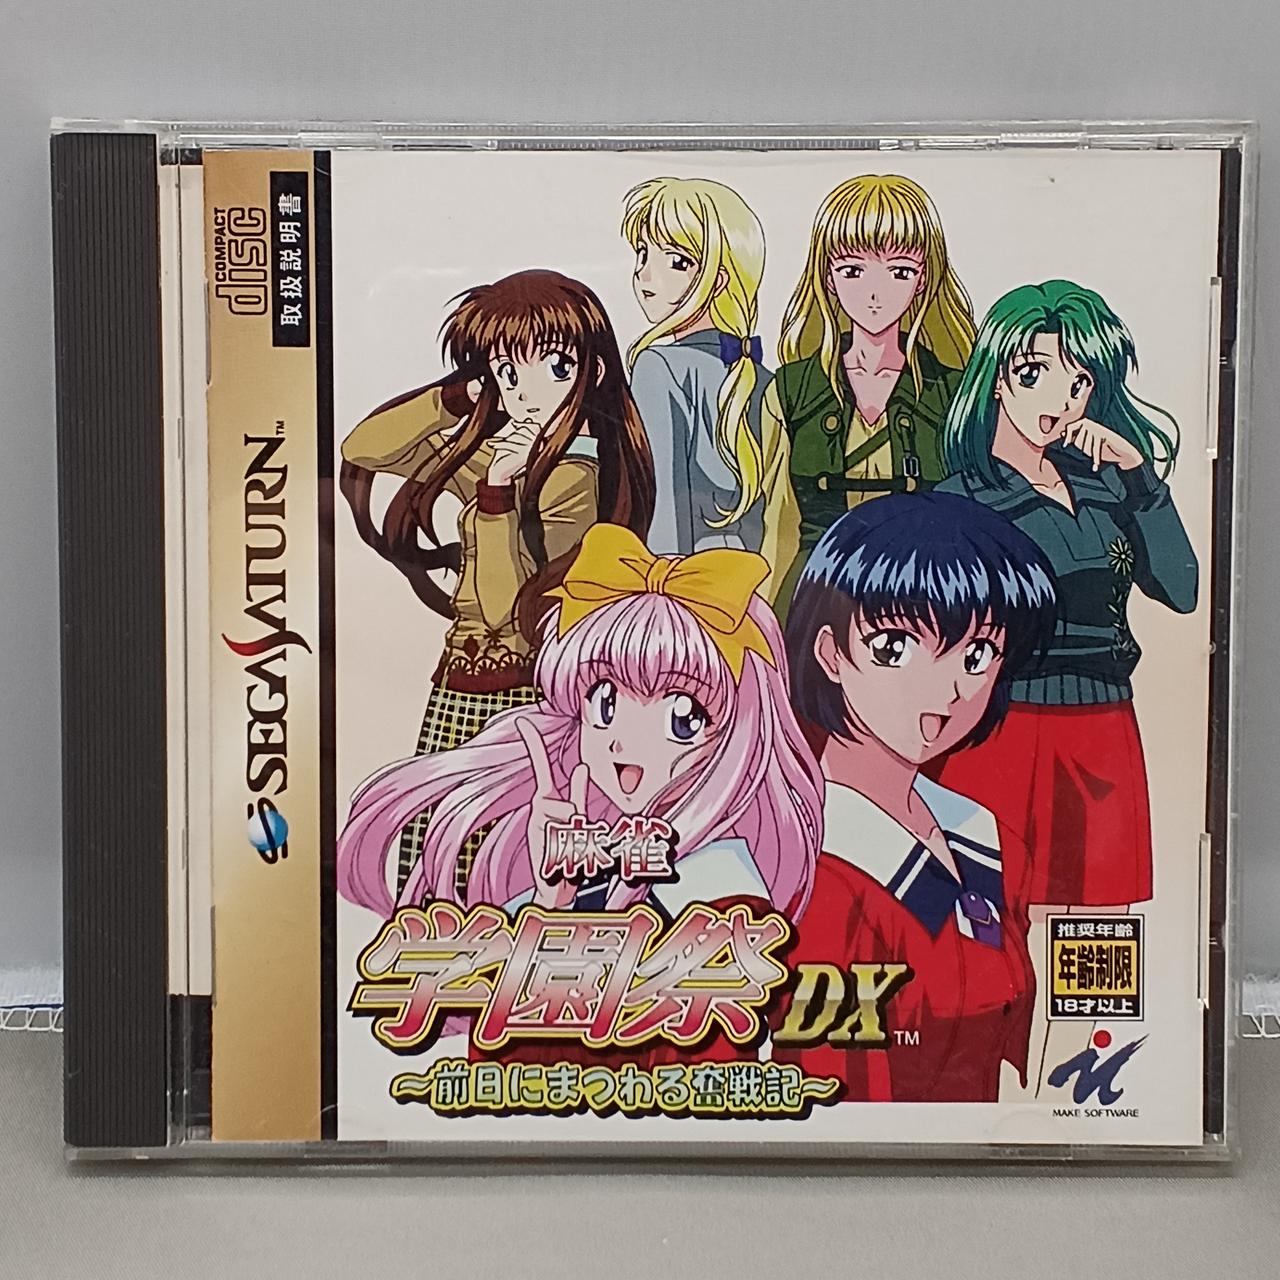 COMPACT
disc
取扱説明書
SEGA SATURN™
麻雀
学園祭DX™
～前日にまつわる奮戦記～
推奨年齢
年齢制限
18才以上
MAKE SOFTWARE